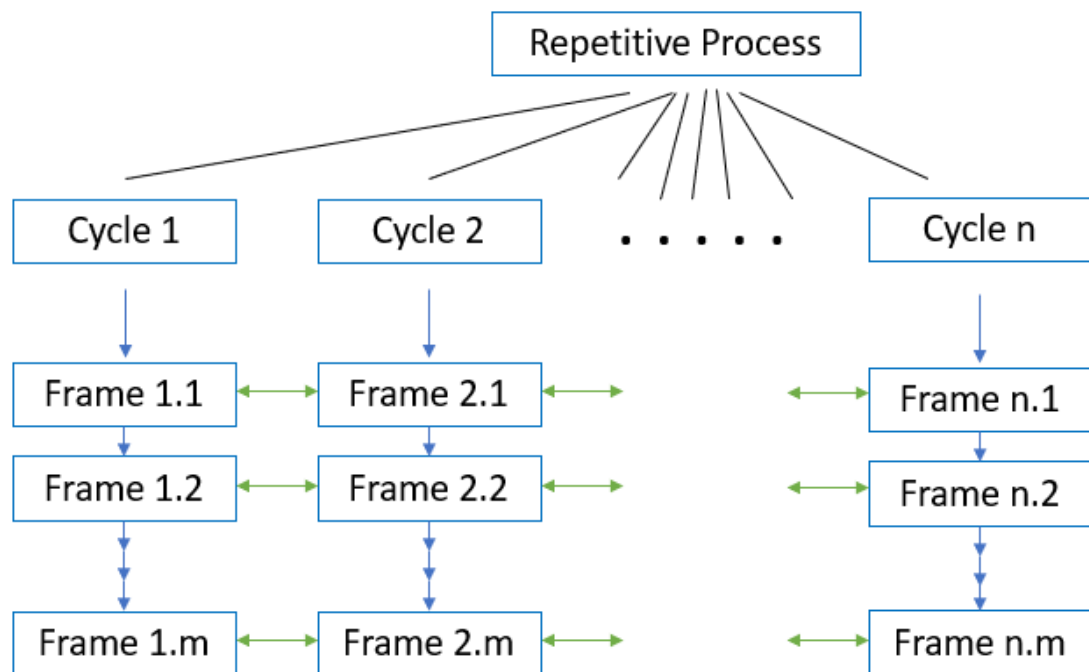 Repetitive Process
Cycle 1
Cycle 2
. . . . .
Cycle n
Frame 1.1
Frame 2.1
Frame n.1
Frame 1.2
Frame 2.2
Frame n.2
Frame 1.m
Frame 2.m
Frame n.m